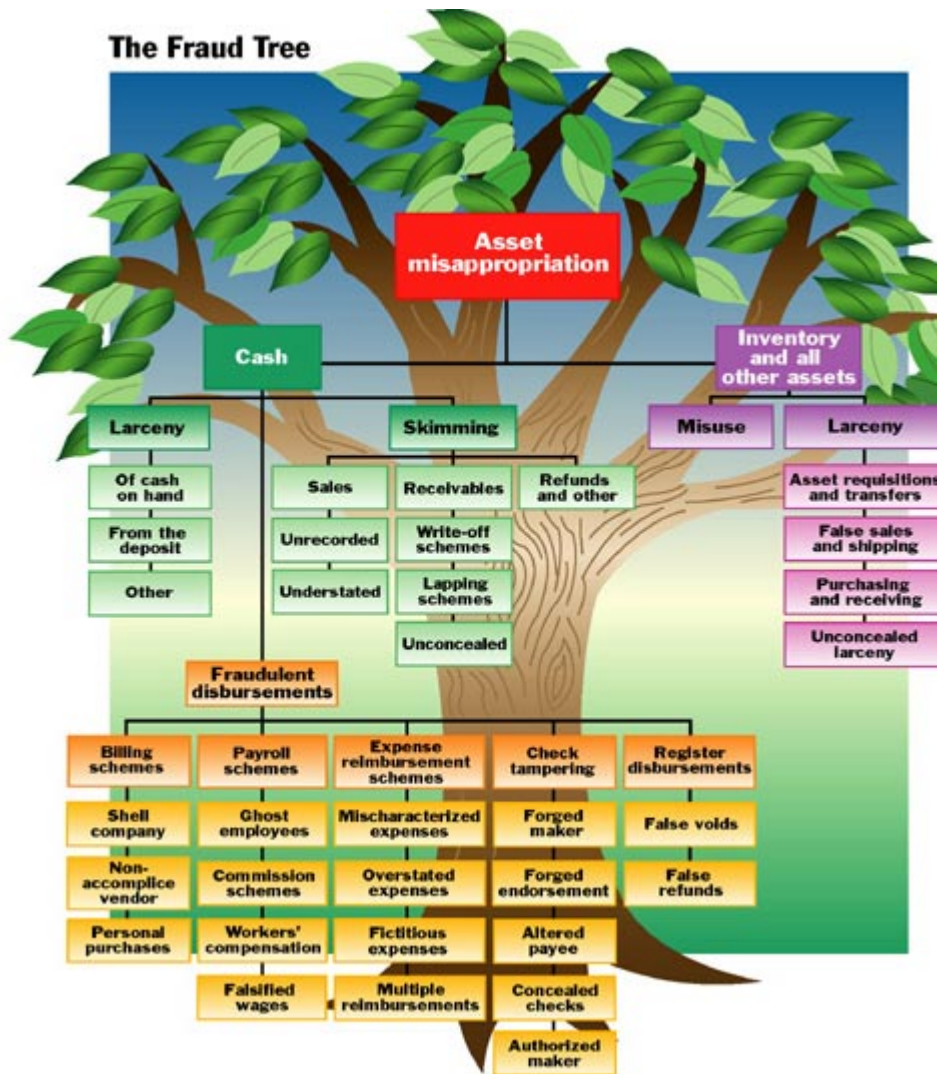 The Fraud Tree
Asset
misappropriation
Cash
Inventory
and all
other assets
Larceny
Skimming
Misuse
Larceny
Of cash
on hand
From the
deposit
Other
Sales
Unrecorded
Understated
Receivables
Write-off
schemes
Lapping
schemes
Unconcealed
Refunds
and other
Asset requisitions
and transfers
False sales
and shipping
Purchasing
and receiving
Unconcealed
larceny
Fraudulent
disbursements
Billing
schemes
Shell
company
Non-
accomplice
vendor
Personal
purchases
Payroll
schemes
Ghost
employees
Commission
schemes
Workers'
compensation
Falsified
wages
Expense
reimbursement
schemes
Mischaracterized
expenses
Overstated
expenses
Fictitious
expenses
Multiple
reimbursements
Check
tampering
Forged
maker
Forged
endorsement
Altered
payee
Concealed
checks
Authorized
maker
Register
disbursements
False voids
False
refunds